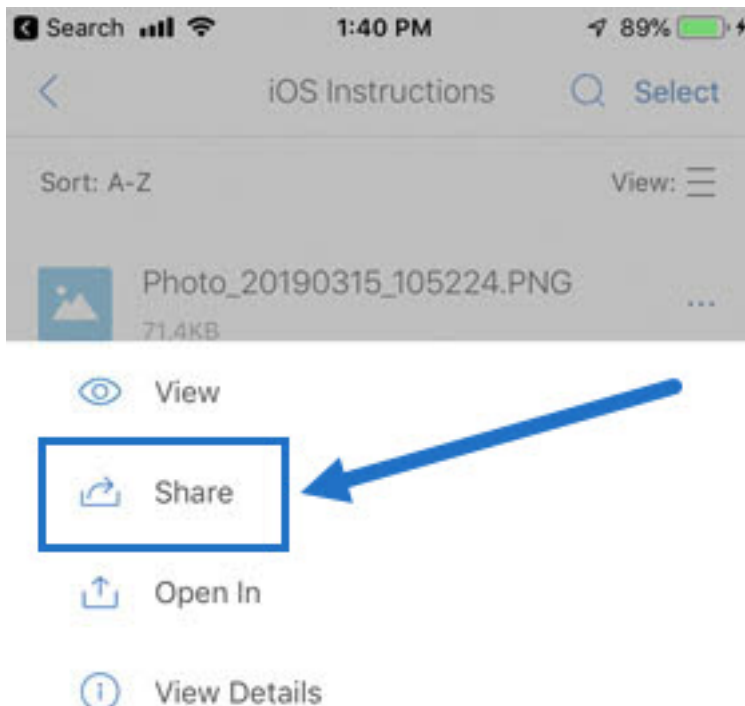 Search 1:40 PM 89%
iOS Instructions Select
Sort: A-Z View:
Photo_20190315_105224.PNG
71.4KB
View
Share
Open In
View Details